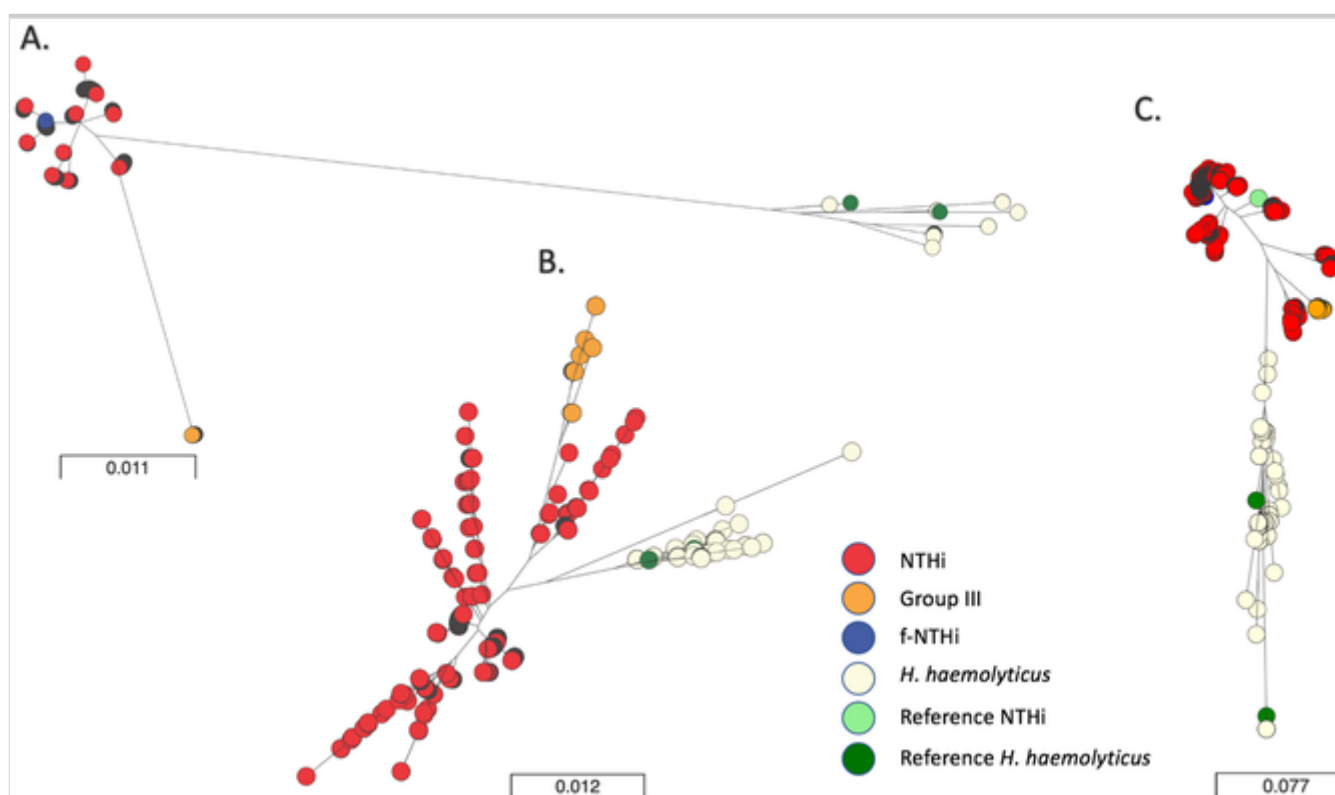 A.
C.
B.
0.011
NTHi
Group III
f-NTHi
H. haemolyticus
Reference NTHi
Reference H. haemolyticus
0.012
0.077